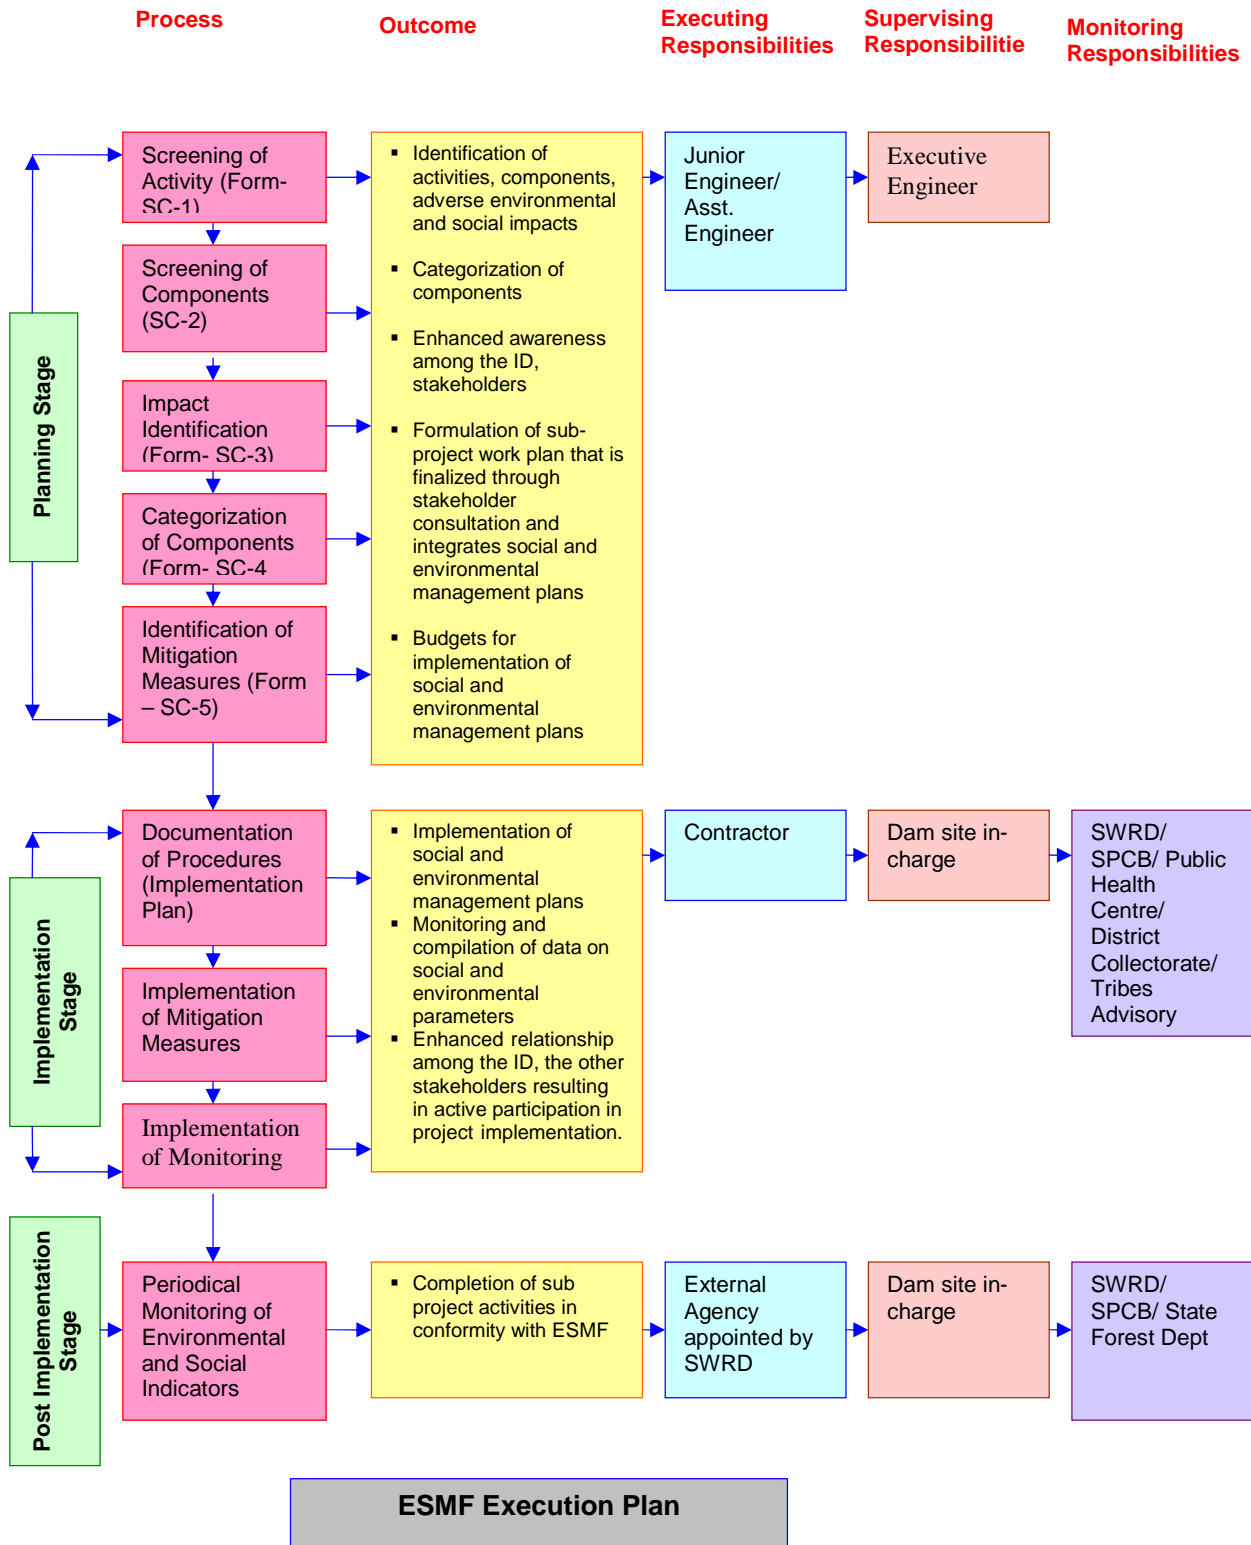 Process
Outcome
Executing
Responsibilities
Supervising
Responsibilitie
Monitoring
Responsibilities
Planning Stage
Screening of
Activity (Form-
SC-1)
Screening of
Components
(SC-2)
Impact
Identification
(Form- SC-3)
Categorization
of Components
(Form- SC-4
Identification of
Mitigation
Measures (Form
– SC-5)
▪ Identification of
activities, components,
adverse environmental
and social impacts
▪ Categorization of
components
▪ Enhanced awareness
among the ID,
stakeholders
▪ Formulation of sub-
project work plan that is
finalized through
stakeholder
consultation and
integrates social and
environmental
management plans
▪ Budgets for
implementation of
social and
environmental
management plans
Junior
Engineer/
Asst.
Engineer
Executive
Engineer
Implementation
Stage
Documentation
of Procedures
(Implementation
Plan)
Implementation
of Mitigation
Measures
Implementation
of Monitoring
▪ Implementation of
social and
environmental
management plans
▪ Monitoring and
compilation of data on
social and
environmental
parameters
▪ Enhanced relationship
among the ID, the other
stakeholders resulting
in active participation in
project implementation.
Contractor
Dam site in-
charge
SWRD/
SPCB/ Public
Health
Centre/
District
Collectorate/
Tribes
Advisory
Post Implementation
Stage
Periodical
Monitoring of
Environmental
and Social
Indicators
▪ Completion of sub
project activities in
conformity with ESMF
External
Agency
appointed by
SWRD
Dam site in-
charge
SWRD/
SPCB/ State
Forest Dept
ESMF Execution Plan